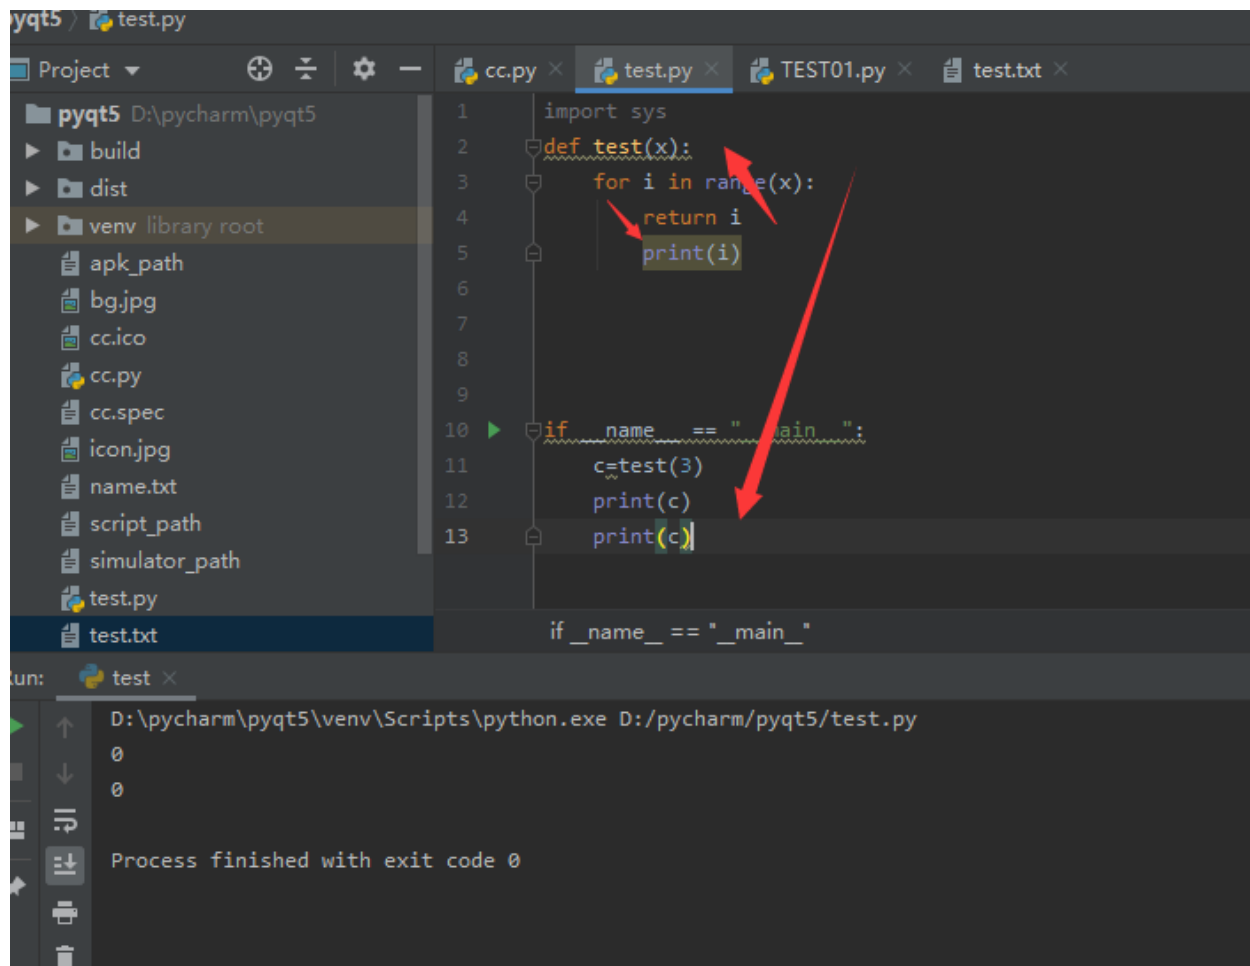 pyqt5 〉 test.py
Project
cc.py × test.py × TEST01.py × test.txt ×
pyqt5 D:\pycharm\pyqt5
build
dist
venv library root
apk_path
bg.jpg
cc.ico
cc.py
cc.spec
icon.jpg
name.txt
script_path
simulator_path
test.py
test.txt
1 import sys
2 def test(x):
3 for i in range(x):
4 return i
5 print(i)
6
7
8
9
10 if __name__ == "__main__":
11 c=test(3)
12 print(c)
13 print(c)
if __name__ == "__main__"
Run: test ×
D:\pycharm\pyqt5\venv\Scripts\python.exe D:/pycharm/pyqt5/test.py
0
0
Process finished with exit code 0